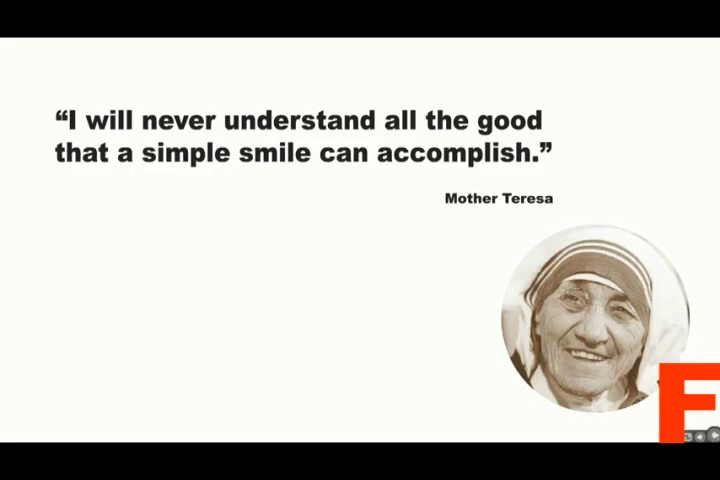 “I will never understand all the good
that a simple smile can accomplish.”
Mother Teresa
F